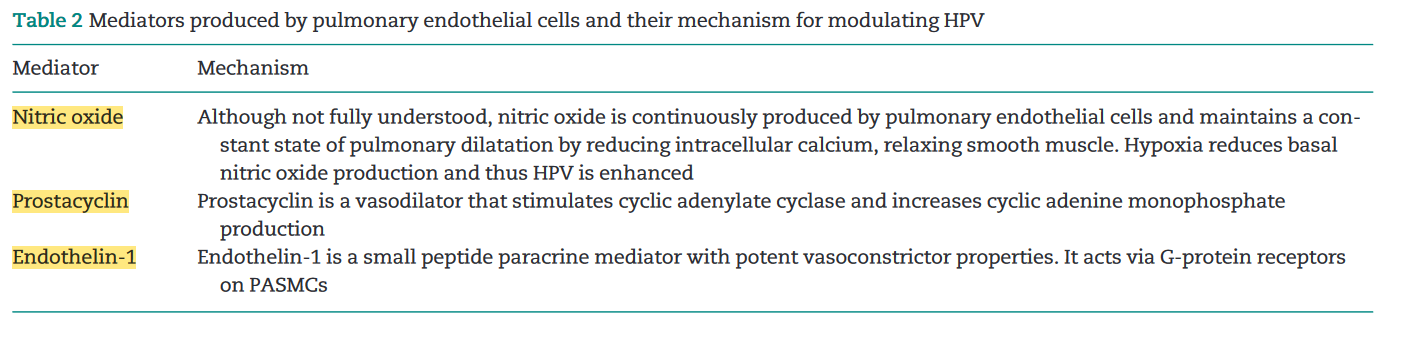 Table 2 Mediators produced by pulmonary endothelial cells and their mechanism for modulating HPV
Mediator Mechanism
Nitric oxide Although not fully understood, nitric oxide is continuously produced by pulmonary endothelial cells and maintains a con-
stant state of pulmonary dilatation by reducing intracellular calcium, relaxing smooth muscle. Hypoxia reduces basal
nitric oxide production and thus HPV is enhanced
Prostacyclin Prostacyclin is a vasodilator that stimulates cyclic adenylate cyclase and increases cyclic adenine monophosphate
production
Endothelin-1 Endothelin-1 is a small peptide paracrine mediator with potent vasoconstrictor properties. It acts via G-protein receptors
on PASMCs